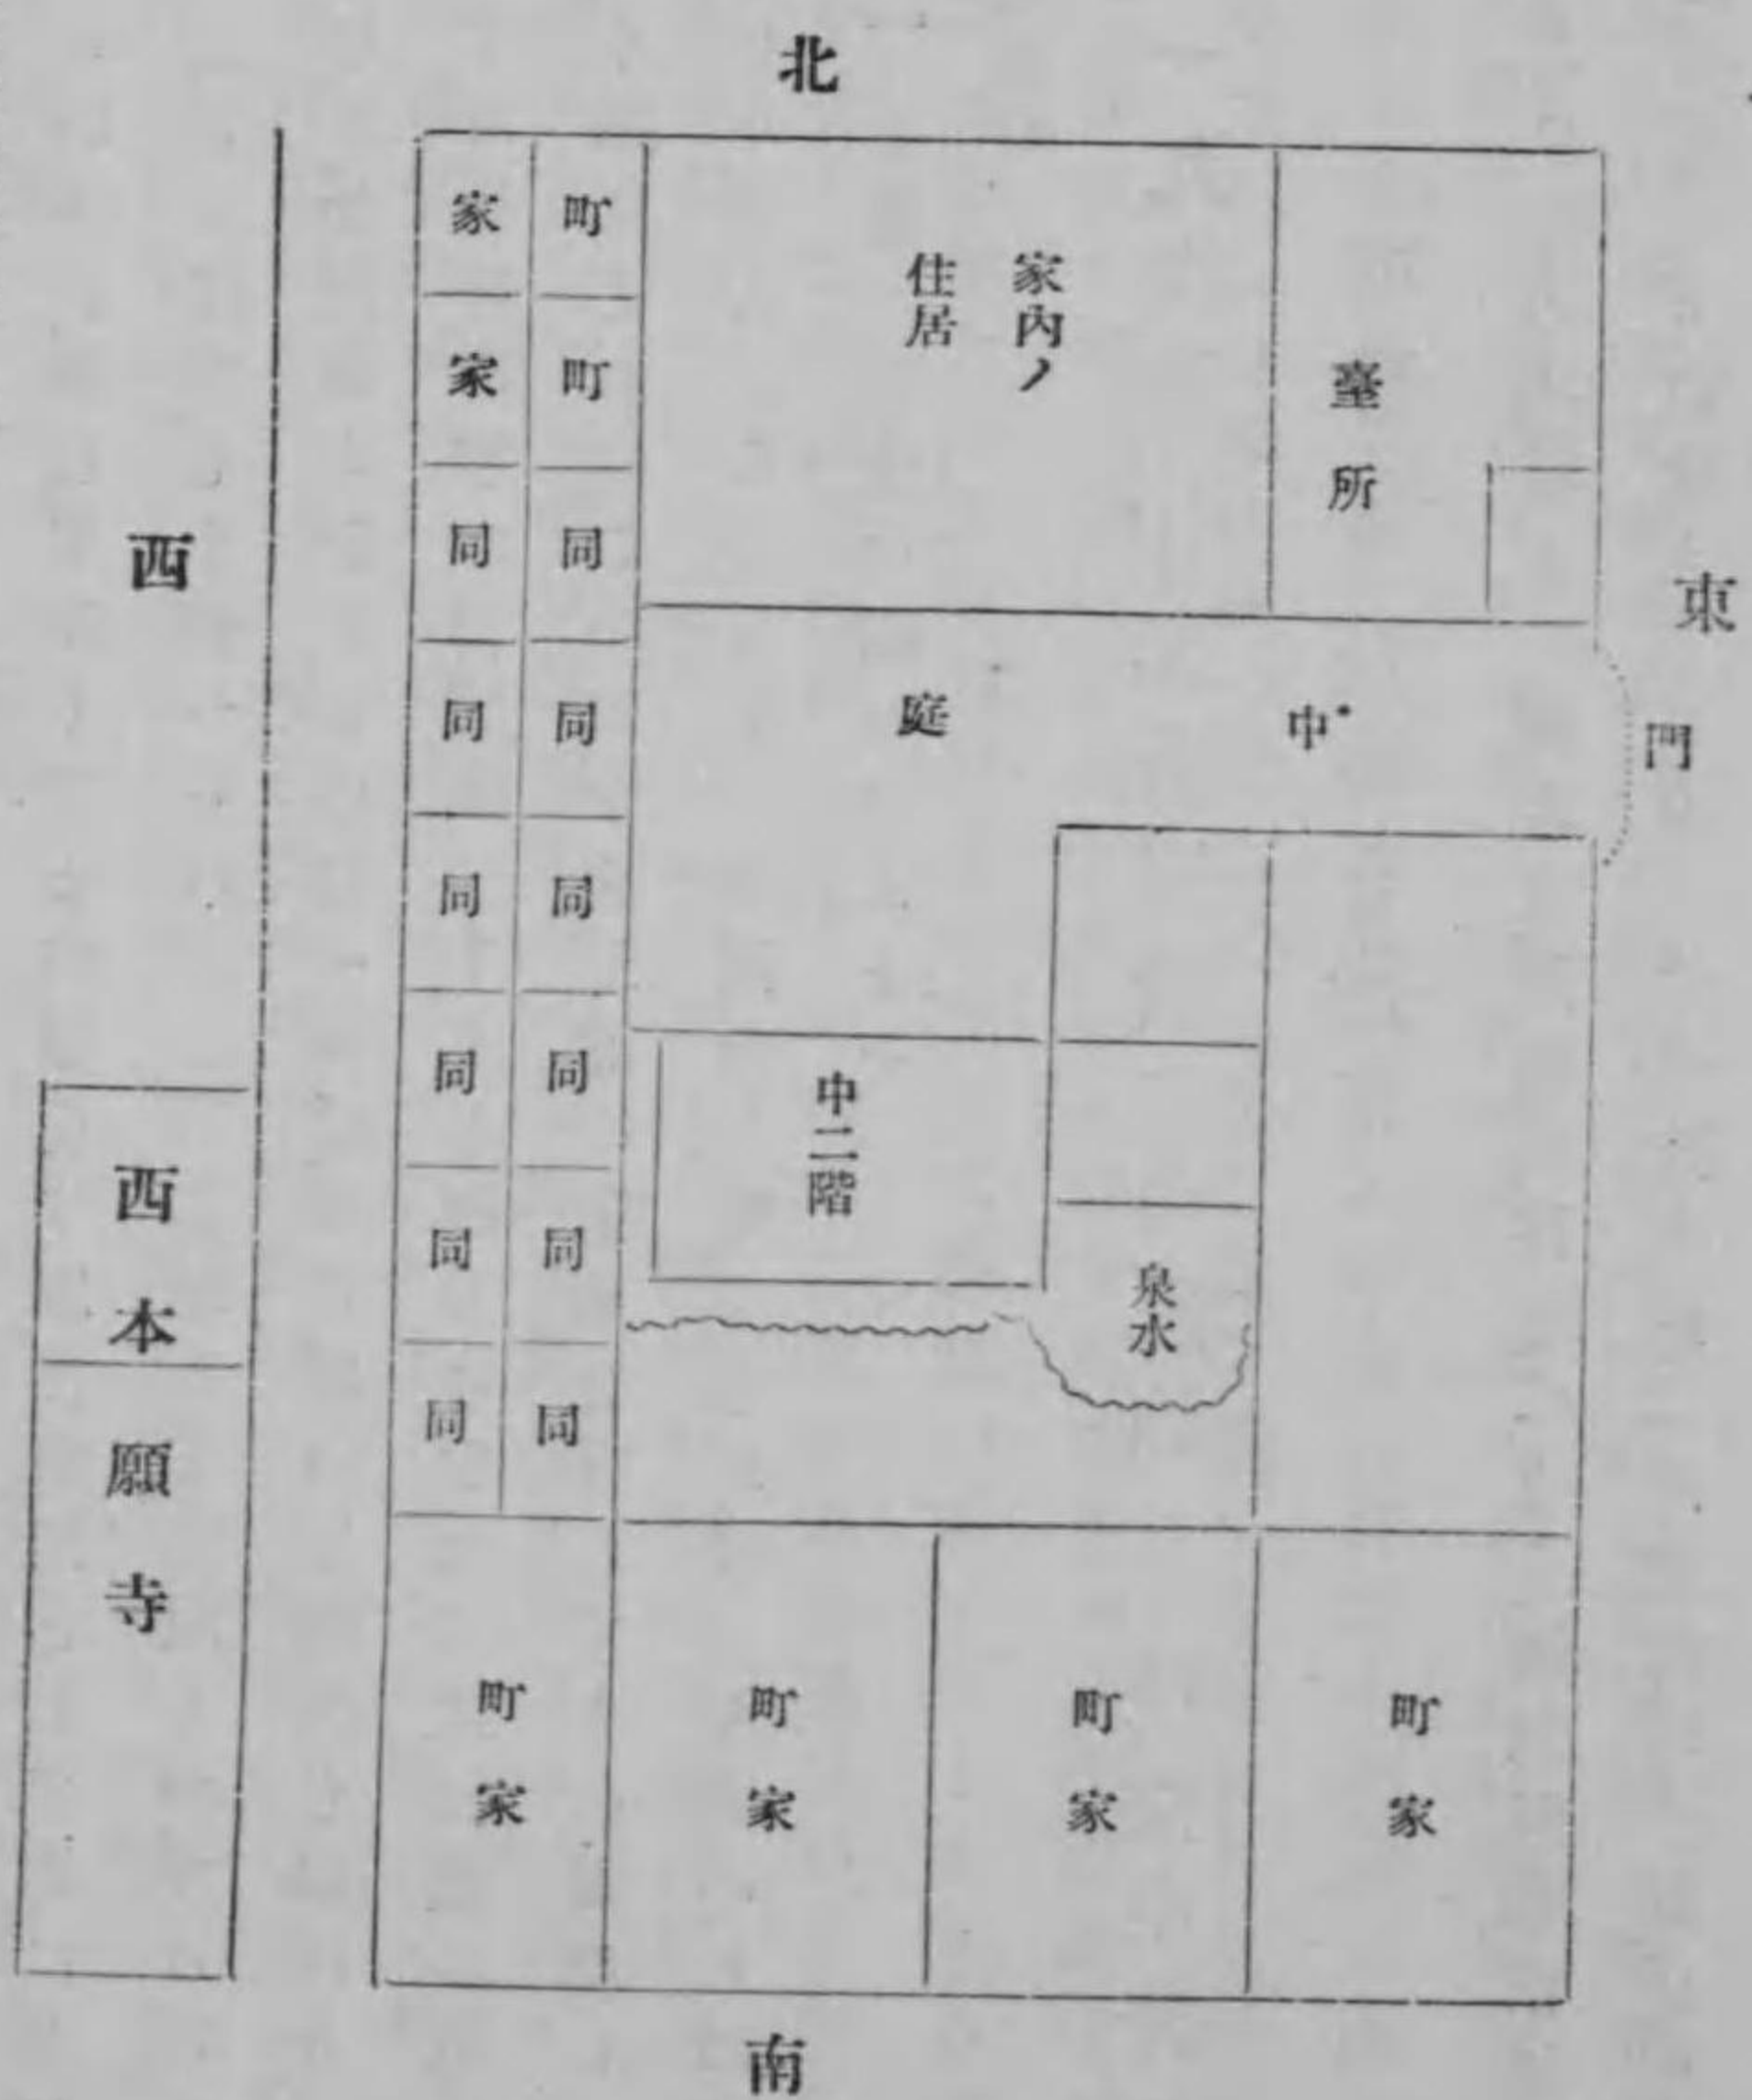 北
町家
町家
同 同
同 同
同 同
同 同
同 同
同 同
家內ノ
住居
臺所
東
門
中庭
中二階
泉水
西
西本願寺
町家
町家
町家
町家
南